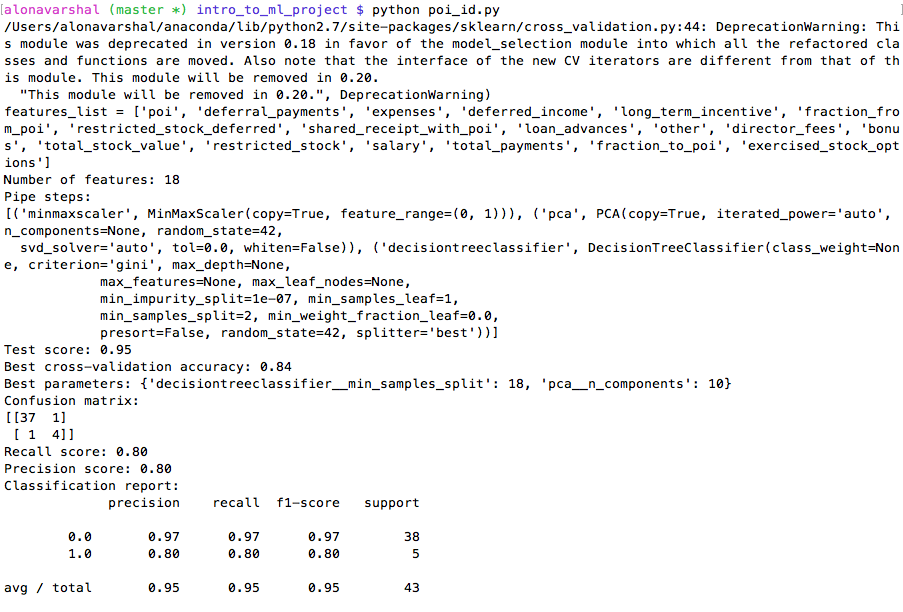 [alonavarshal (master *) intro_to_ml_project $ python poi_id.py ]
/Users/alonavarshal/anaconda/lib/python2.7/site-packages/sklearn/cross_validation.py:44: DeprecationWarning: Thi
s module was deprecated in version 0.18 in favor of the model_selection module into which all the refactored cla
sses and functions are moved. Also note that the interface of the new CV iterators are different from that of th
is module. This module will be removed in 0.20.
  "This module will be removed in 0.20.", DeprecationWarning)
features_list = ['poi', 'deferral_payments', 'expenses', 'deferred_income', 'long_term_incentive', 'fraction_fro
m_poi', 'restricted_stock_deferred', 'shared_receipt_with_poi', 'loan_advances', 'other', 'director_fees', 'bonu
s', 'total_stock_value', 'restricted_stock', 'salary', 'total_payments', 'fraction_to_poi', 'exercised_stock_opt
ions']
Number of features: 18
Pipe steps:
[('minmaxscaler', MinMaxScaler(copy=True, feature_range=(0, 1))), ('pca', PCA(copy=True, iterated_power='auto', 
n_components=None, random_state=42,
  svd_solver='auto', tol=0.0, whiten=False)), ('decisiontreeclassifier', DecisionTreeClassifier(class_weight=Non
e, criterion='gini', max_depth=None,
            max_features=None, max_leaf_nodes=None,
            min_impurity_split=1e-07, min_samples_leaf=1,
            min_samples_split=2, min_weight_fraction_leaf=0.0,
            presort=False, random_state=42, splitter='best'))]
Test score: 0.95
Best cross-validation accuracy: 0.84
Best parameters: {'decisiontreeclassifier__min_samples_split': 18, 'pca__n_components': 10}
Confusion matrix:
[[37  1]
 [ 1  4]]
Recall score: 0.80
Precision score: 0.80
Classification report:
             precision    recall  f1-score   support
        0.0       0.97      0.97      0.97        38
        1.0       0.80      0.80      0.80         5
avg / total       0.95      0.95      0.95        43